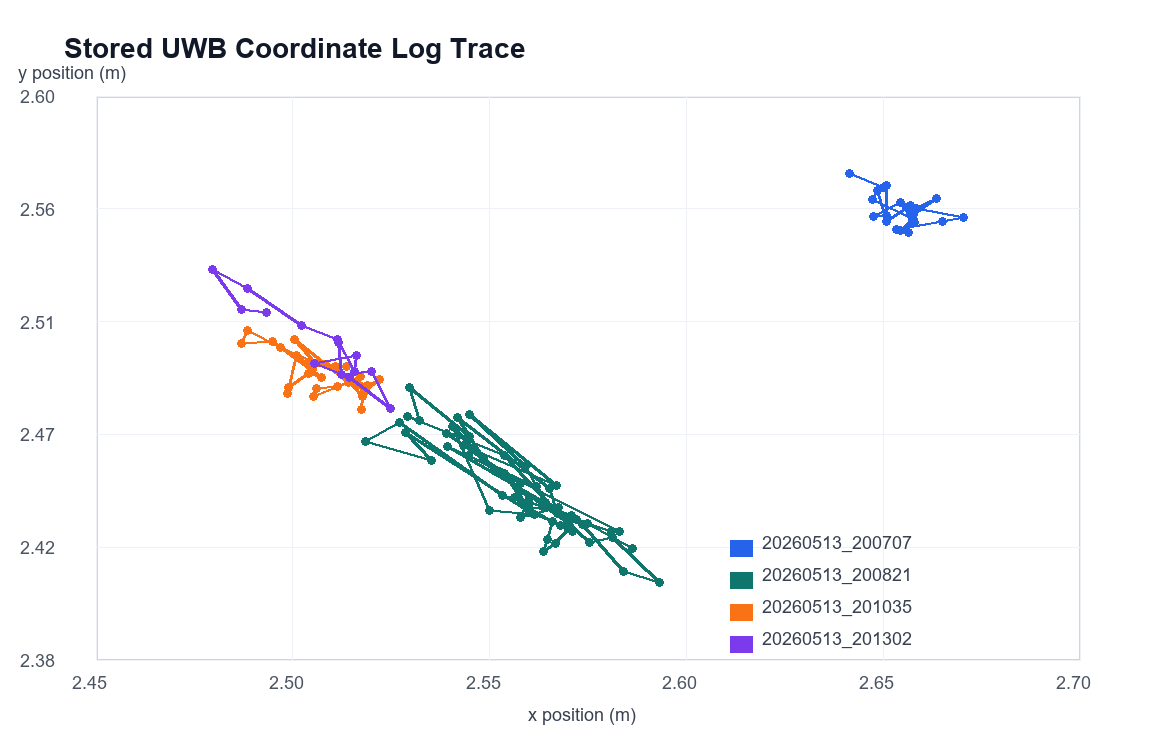 Stored UWB Coordinate Log Trace
y position (m)
2.60
2.56
2.51
2.47
2.42
2.38
2.45 2.50 2.55 2.60 2.65 2.70
x position (m)
20260513_200707
20260513_200821
20260513_201035
20260513_201302